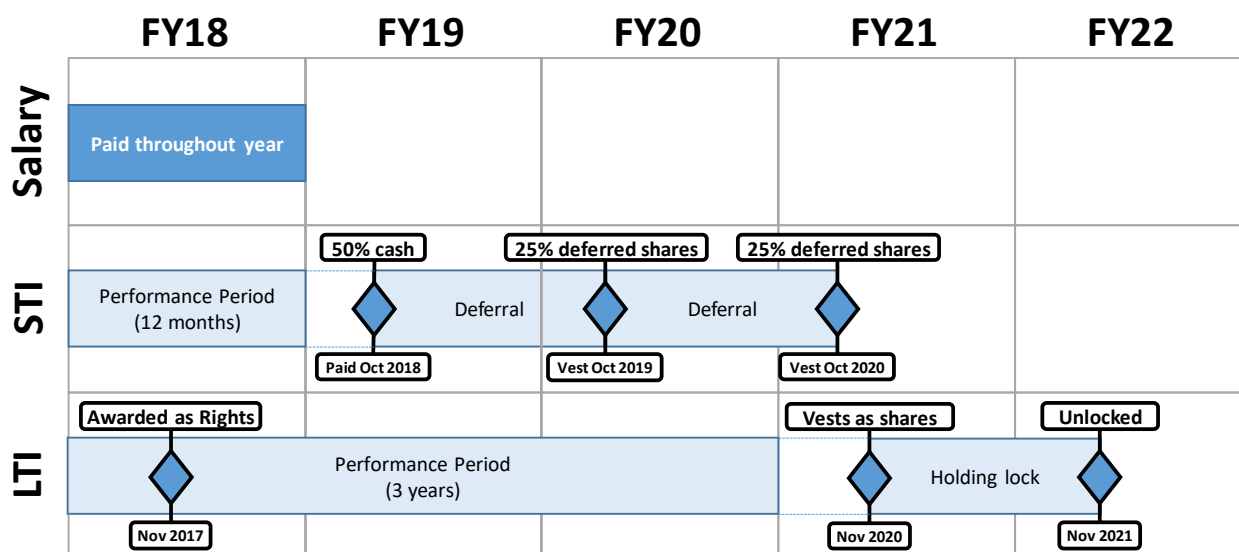 FY18 FY19 FY20 FY21 FY22
Salary
Paid throughout year
STI
50% cash 25% deferred shares 25% deferred shares
Performance Period
(12 months)
Deferral Deferral
Paid Oct 2018 Vest Oct 2019 Vest Oct 2020
LTI
Awarded as Rights Vests as shares Unlocked
Performance Period
(3 years)
Holding lock
Nov 2017 Nov 2020 Nov 2021